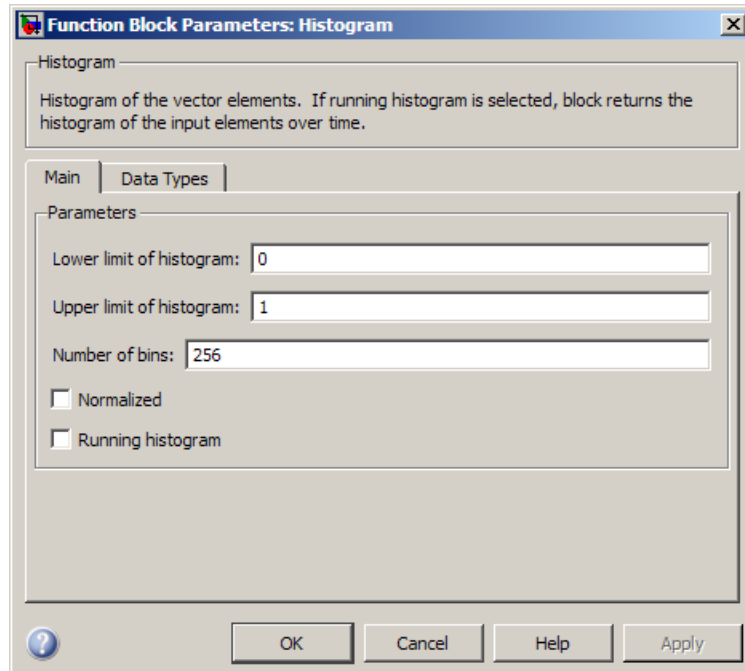 Function Block Parameters: Histogram
Histogram
Histogram of the vector elements. If running histogram is selected, block returns the
histogram of the input elements over time.
Main Data Types
Parameters
Lower limit of histogram: 0
Upper limit of histogram: 1
Number of bins: 256
Normalized
Running histogram
OK Cancel Help Apply